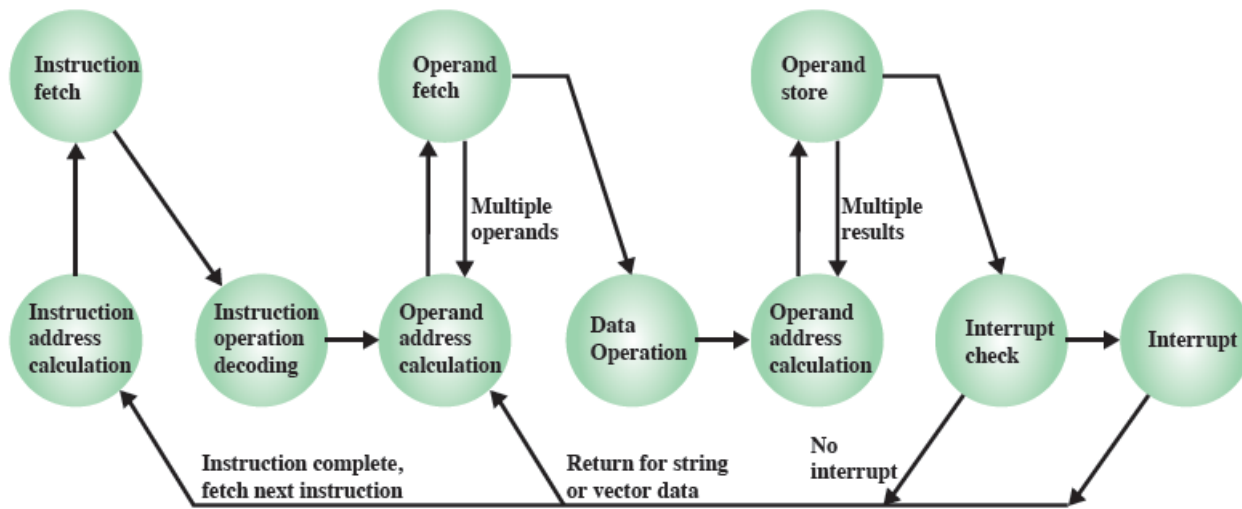 Instruction
fetch
Operand
fetch
Operand
store
Multiple
operands
Multiple
results
Instruction
address
calculation
Instruction
operation
decoding
Operand
address
calculation
Data
Operation
Operand
address
calculation
Interrupt
check
Interrupt
Instruction complete,
fetch next instruction
Return for string
or vector data
No
interrupt